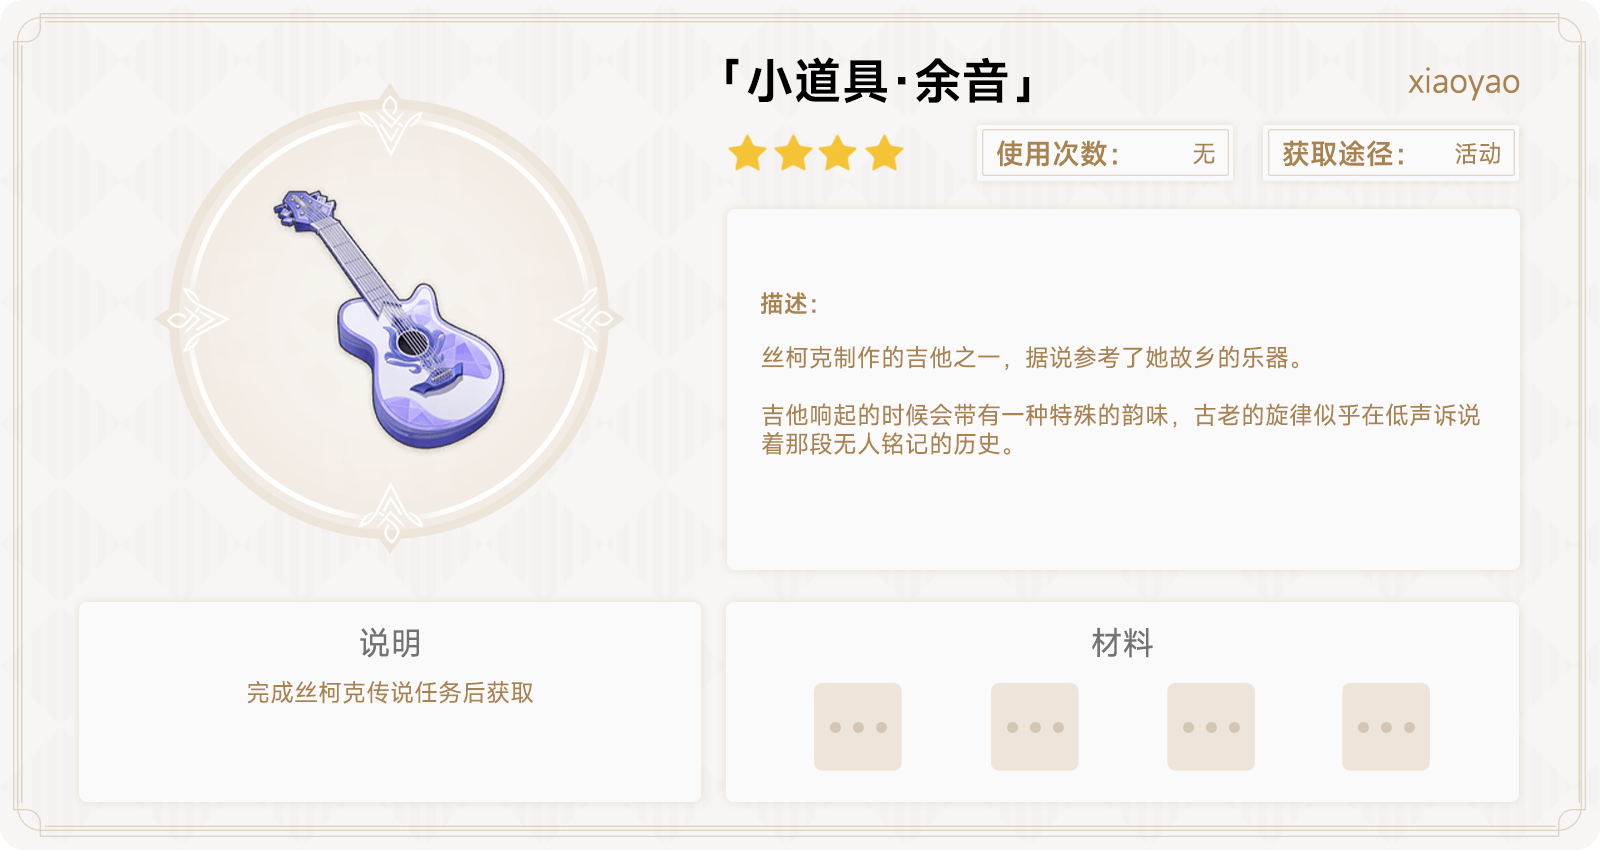 「小道具·余音」
xiaoyao
使用次数： 无
获取途径： 活动
描述：
丝柯克制作的吉他之一，据说参考了她故乡的乐器。
吉他响起的时候会带有一种特殊的韵味，古老的旋律似乎在低声诉说
着那段无人铭记的历史。
说明
完成丝柯克传说任务后获取
材料